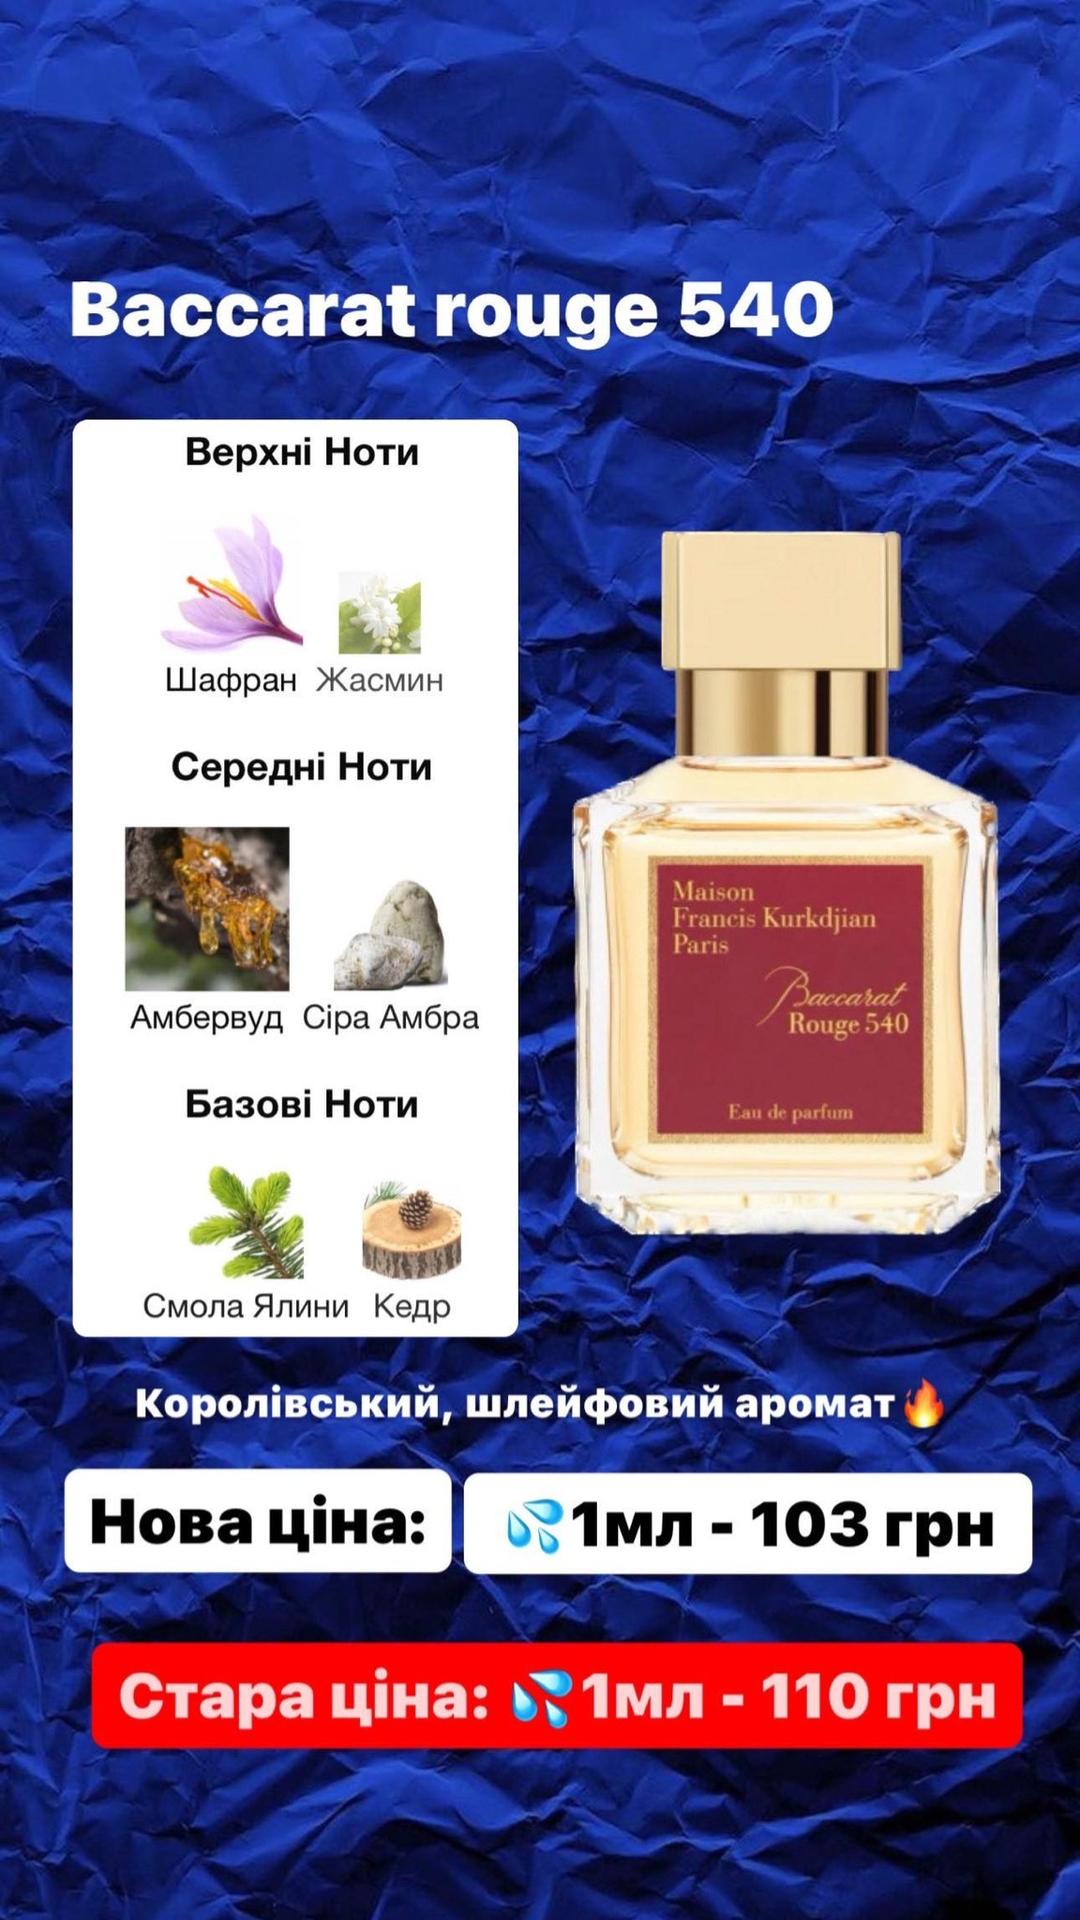 Baccarat rouge 540
Верхні Ноти
Шафран Жасмин
Середні Ноти
Амбервуд Сіра Амбра
Базові Ноти
Смола Ялини Кедр
Maison
Francis Kurkdjian
Paris
Baccarat
Rouge 540
Eau de parfum
Королівський, шлейфовий аромат🔥
Нова ціна: 💦1мл - 103 грн
Стара ціна: 💦1мл - 110 грн